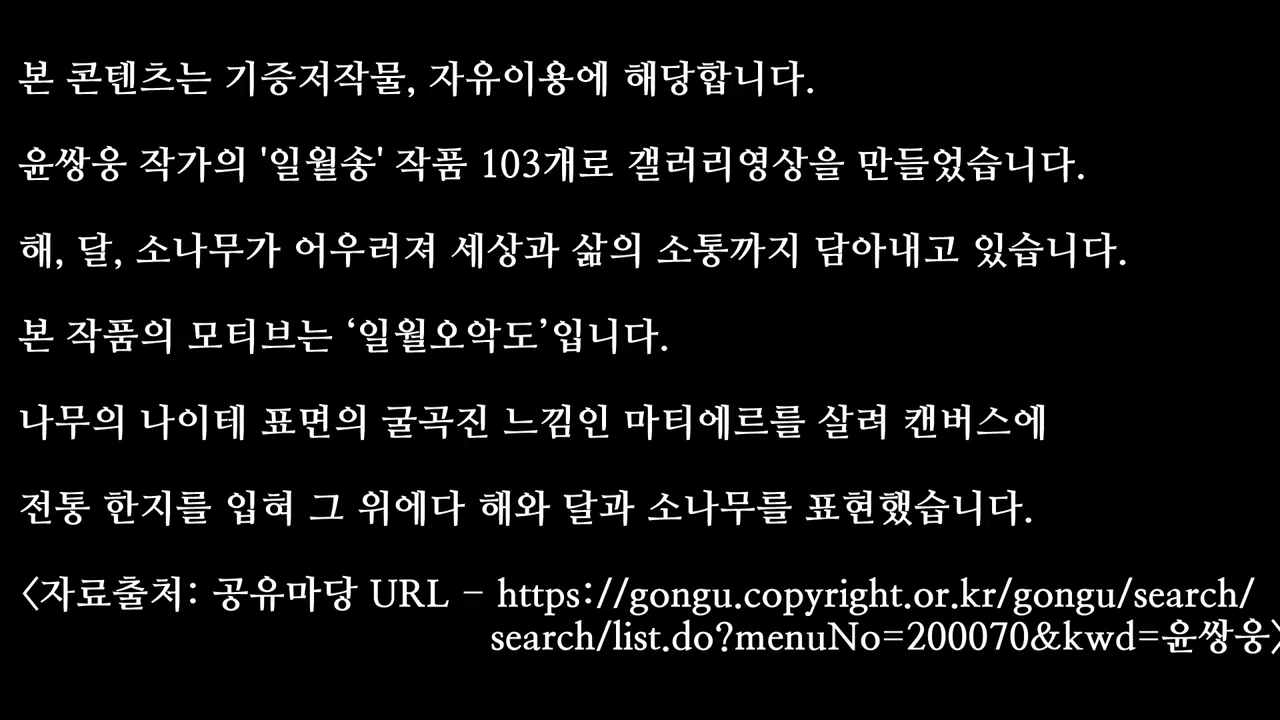 본 콘텐츠는 기증저작물, 자유이용에 해당합니다.
윤쌍웅 작가의 '일월송' 작품 103개로 갤러리영상을 만들었습니다.
해, 달, 소나무가 어우러져 세상과 삶의 소통까지 담아내고 있습니다.
본 작품의 모티브는 ‘일월오악도’입니다.
나무의 나이테 표면의 굴곡진 느낌인 마티에르를 살려 캔버스에
전통 한지를 입혀 그 위에다 해와 달과 소나무를 표현했습니다.
<자료출처: 공유마당 URL - https://gongu.copyright.or.kr/gongu/search/
search/list.do?menuNo=200070&kwd=윤쌍웅>